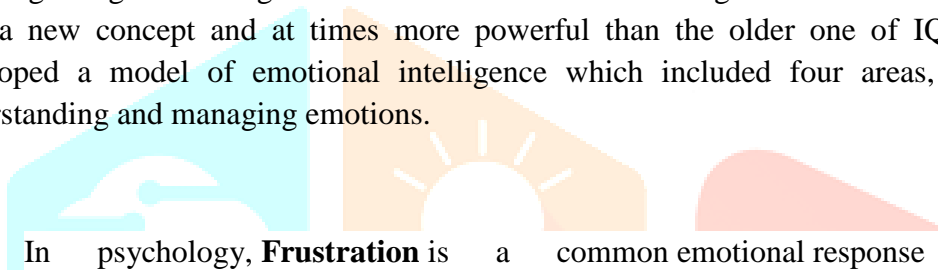 a new concept and at times more powerful than the older one of IQ
oped a model of emotional intelligence which included four areas,
rstanding and managing emotions.
In psychology, Frustration is a common emotional response